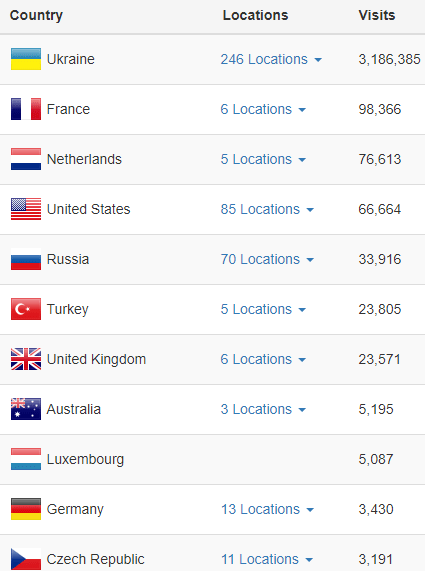 Country Locations Visits
Ukraine 246 Locations 3,186,385
France 6 Locations 98,366
Netherlands 5 Locations 76,613
United States 85 Locations 66,664
Russia 70 Locations 33,916
Turkey 5 Locations 23,805
United Kingdom 6 Locations 23,571
Australia 3 Locations 5,195
Luxembourg 5,087
Germany 13 Locations 3,430
Czech Republic 11 Locations 3,191